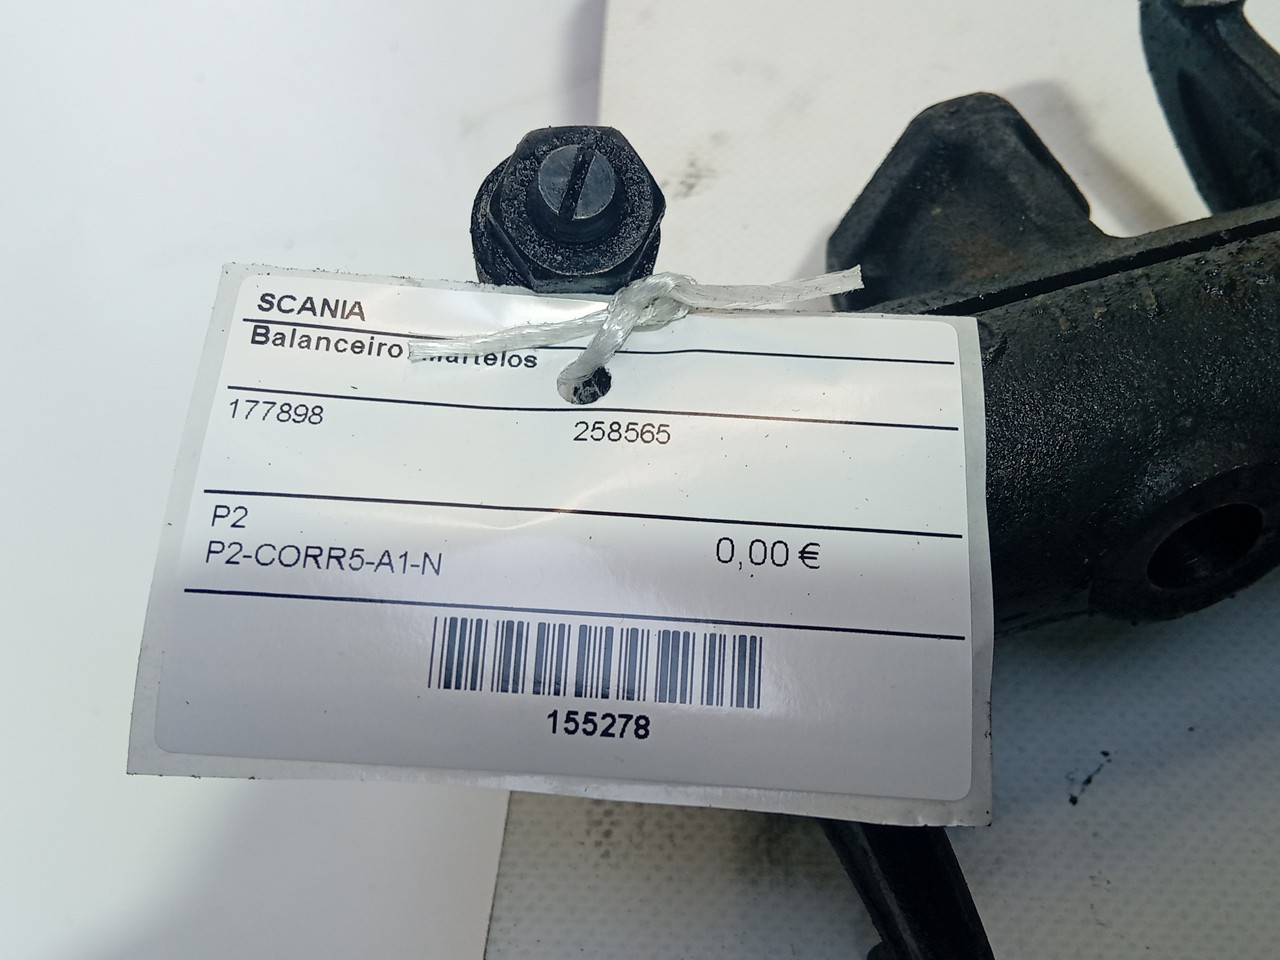 SCANIA
Balanceiro, Martelos
177898
258565
P2
P2-CORR5-A1-N
0,00 €
155278